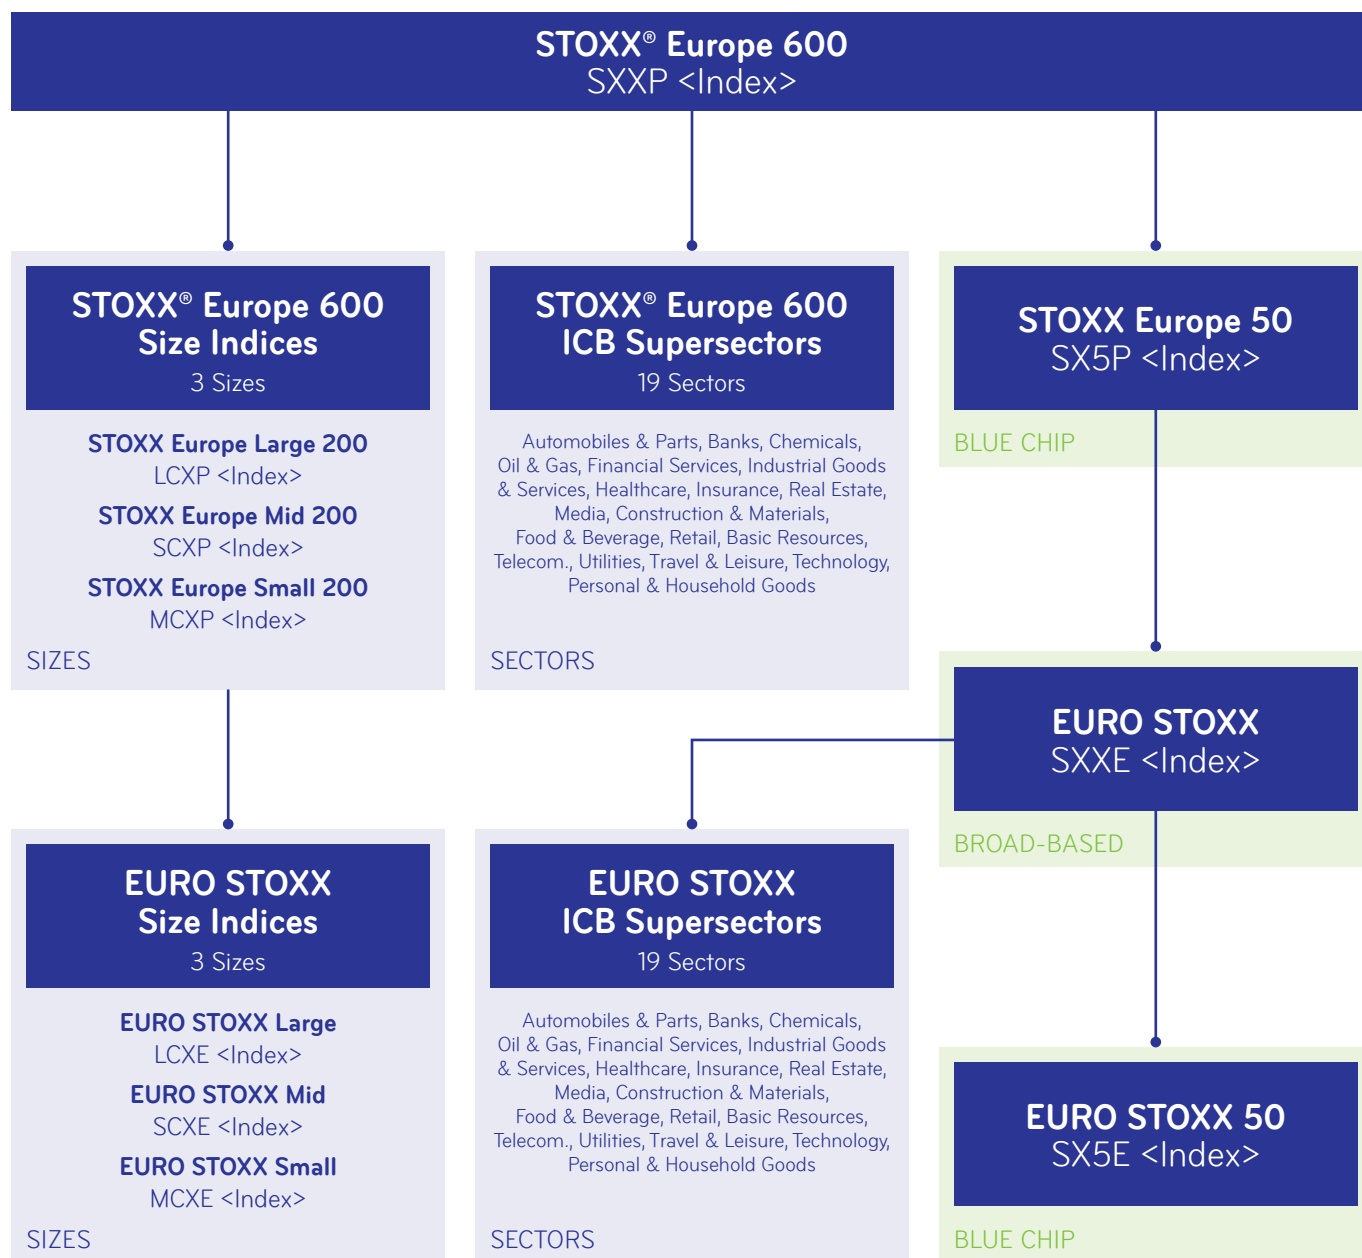 STOXX® Europe 600
SXXP <Index>
STOXX® Europe 600
Size Indices
3 Sizes
STOXX Europe Large 200
LCXP <Index>
STOXX Europe Mid 200
SCXP <Index>
STOXX Europe Small 200
MCXP <Index>
SIZES
STOXX® Europe 600
ICB Supersectors
19 Sectors
Automobiles & Parts, Banks, Chemicals,
Oil & Gas, Financial Services, Industrial Goods
& Services, Healthcare, Insurance, Real Estate,
Media, Construction & Materials,
Food & Beverage, Retail, Basic Resources,
Telecom., Utilities, Travel & Leisure, Technology,
Personal & Household Goods
SECTORS
STOXX Europe 50
SX5P <Index>
BLUE CHIP
EURO STOXX
SXXE <Index>
BROAD-BASED
EURO STOXX
Size Indices
3 Sizes
EURO STOXX Large
LCXE <Index>
EURO STOXX Mid
SCXE <Index>
EURO STOXX Small
MCXE <Index>
SIZES
EURO STOXX
ICB Supersectors
19 Sectors
Automobiles & Parts, Banks, Chemicals,
Oil & Gas, Financial Services, Industrial Goods
& Services, Healthcare, Insurance, Real Estate,
Media, Construction & Materials,
Food & Beverage, Retail, Basic Resources,
Telecom., Utilities, Travel & Leisure, Technology,
Personal & Household Goods
SECTORS
EURO STOXX 50
SX5E <Index>
BLUE CHIP